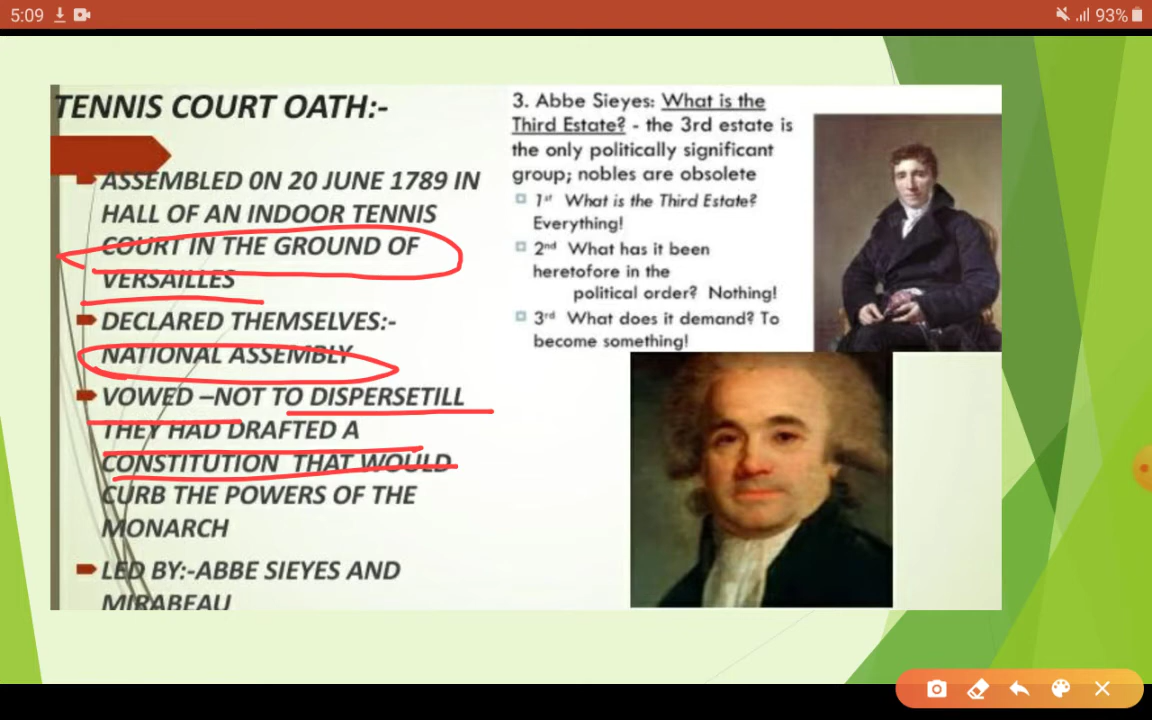 5:09
93%
TENNIS COURT OATH:-
ASSEMBLED 0N 20 JUNE 1789 IN
HALL OF AN INDOOR TENNIS
COURT IN THE GROUND OF
VERSAILLES
DECLARED THEMSELVES:-
NATIONAL ASSEMBLY
VOWED –NOT TO DISPERSETILL
THEY HAD DRAFTED A
CONSTITUTION THAT WOULD
CURB THE POWERS OF THE
MONARCH
LED BY:-ABBE SIEYES AND
MIRABEAU
3. Abbe Sieyes: What is the
Third Estate? - the 3rd estate is
the only politically significant
group; nobles are obsolete
1st What is the Third Estate?
Everything!
2nd What has it been
heretofore in the
political order? Nothing!
3rd What does it demand? To
become something!